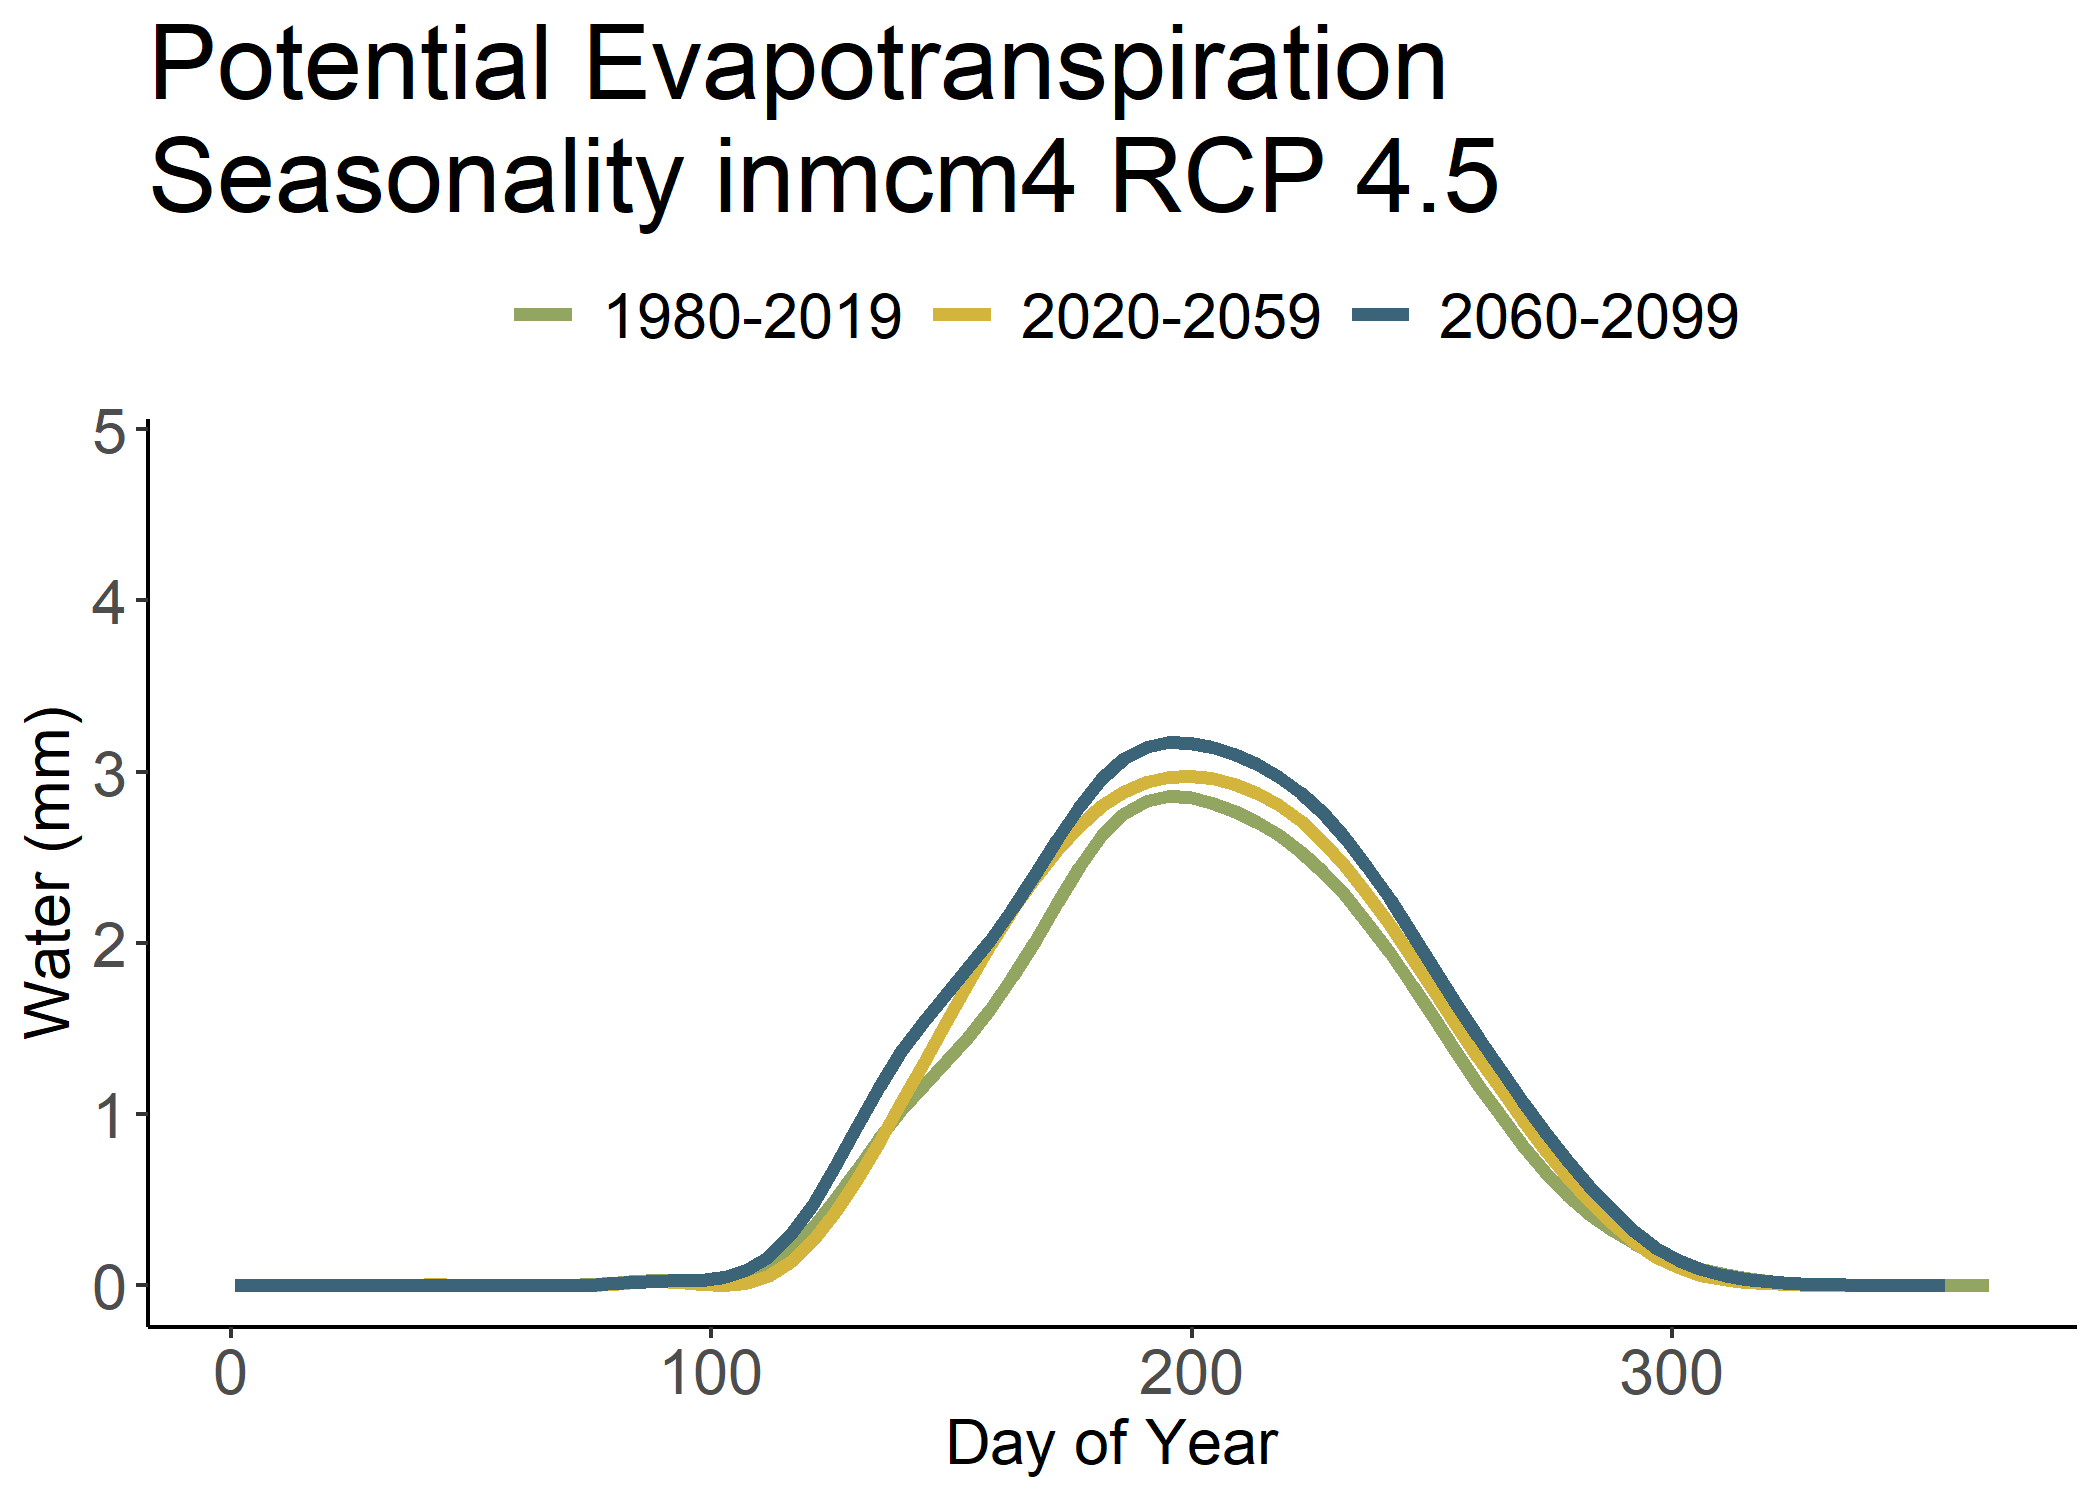 Potential Evapotranspiration
Seasonality inmcm4 RCP 4.5
1980-2019 2020-2059 2060-2099
5
4
3
2
1
0
Water (mm)
0 100 200 300
Day of Year